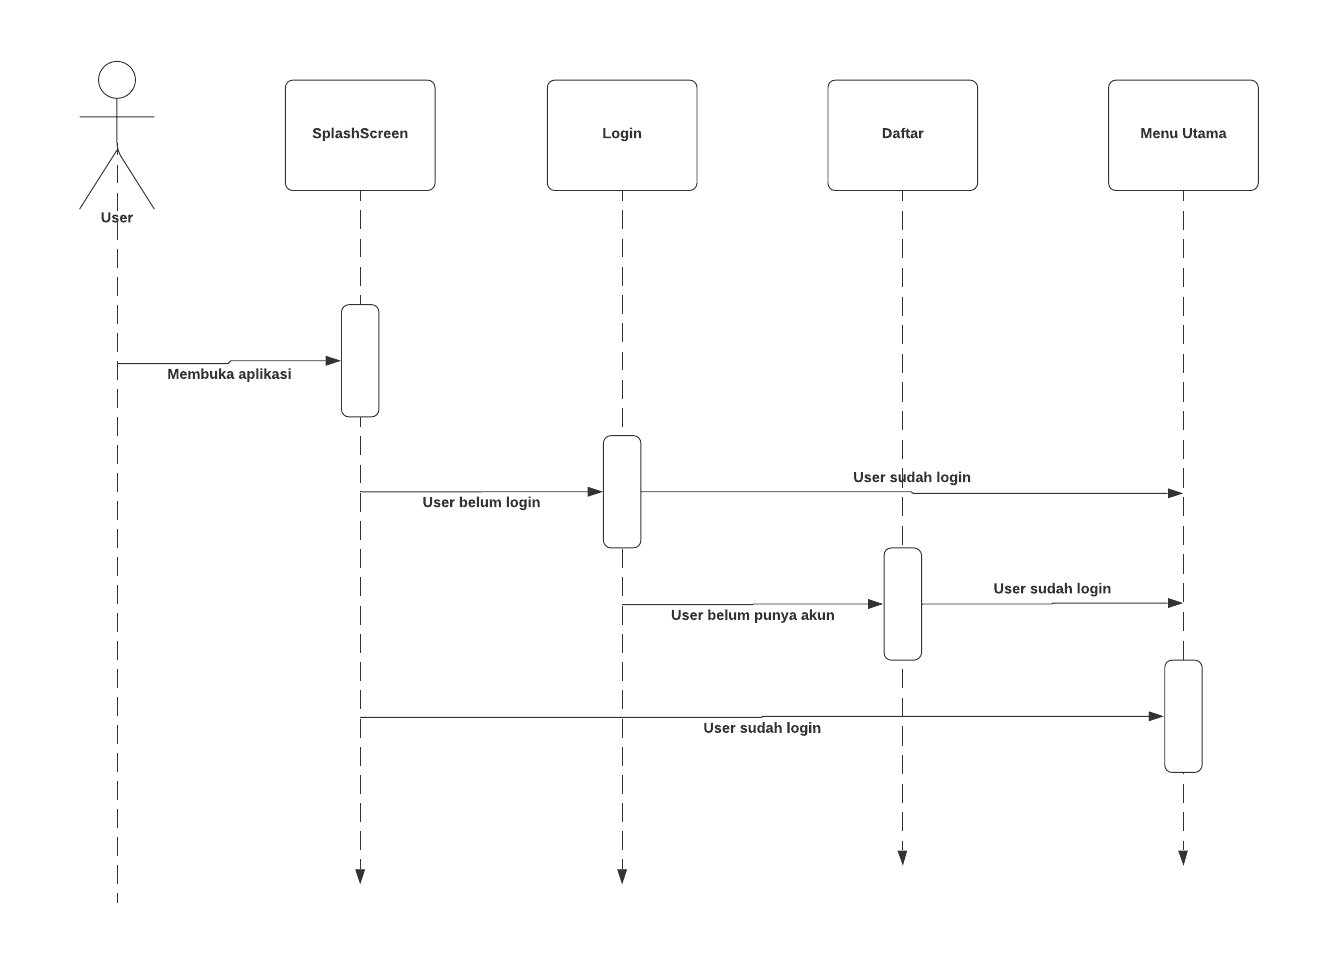 SplashScreen
Login
Daftar
Menu Utama
User
Membuka aplikasi
User sudah login
User belum login
User sudah login
User belum punya akun
User sudah login